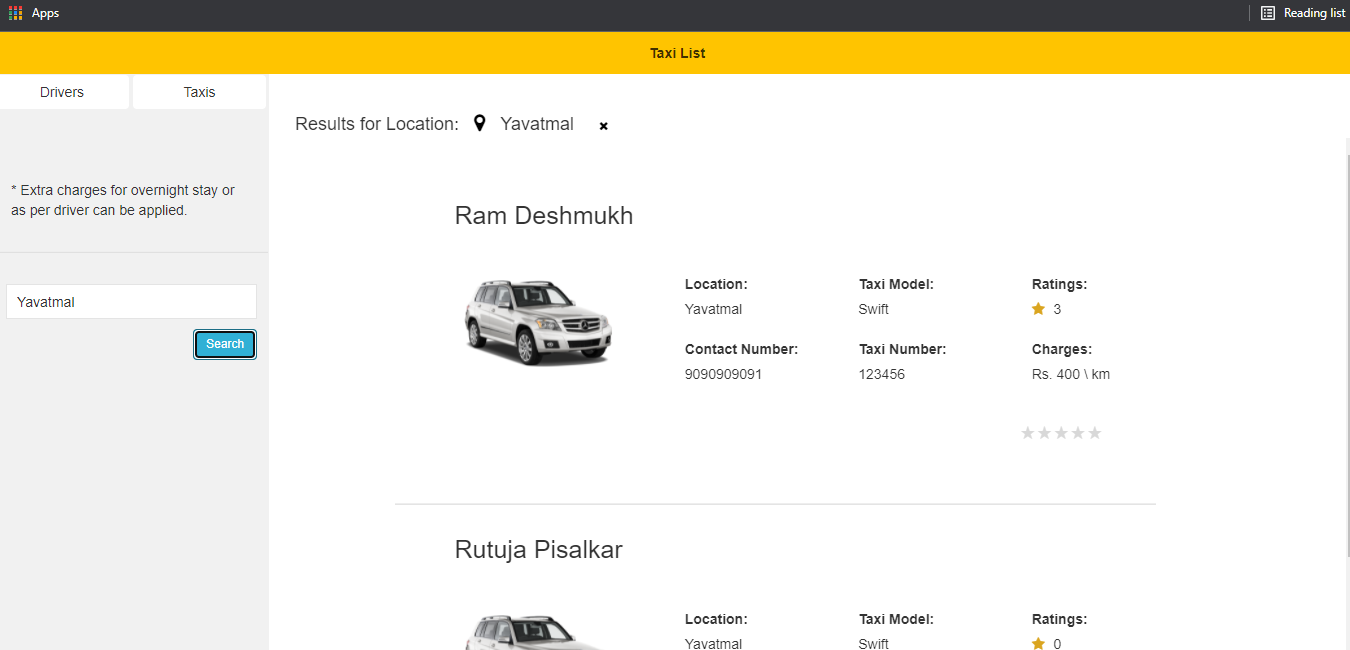 Apps
Reading list
Taxi List
Drivers Taxis
Results for Location: Yavatmal ×
* Extra charges for overnight stay or
as per driver can be applied.
Yavatmal
Search
Ram Deshmukh
Location: Taxi Model: Ratings:
Yavatmal Swift 3
Contact Number: Taxi Number: Charges:
9090909091 123456 Rs. 400 \ km
Rutuja Pisalkar
Location: Taxi Model: Ratings:
Yavatmal Swift 0